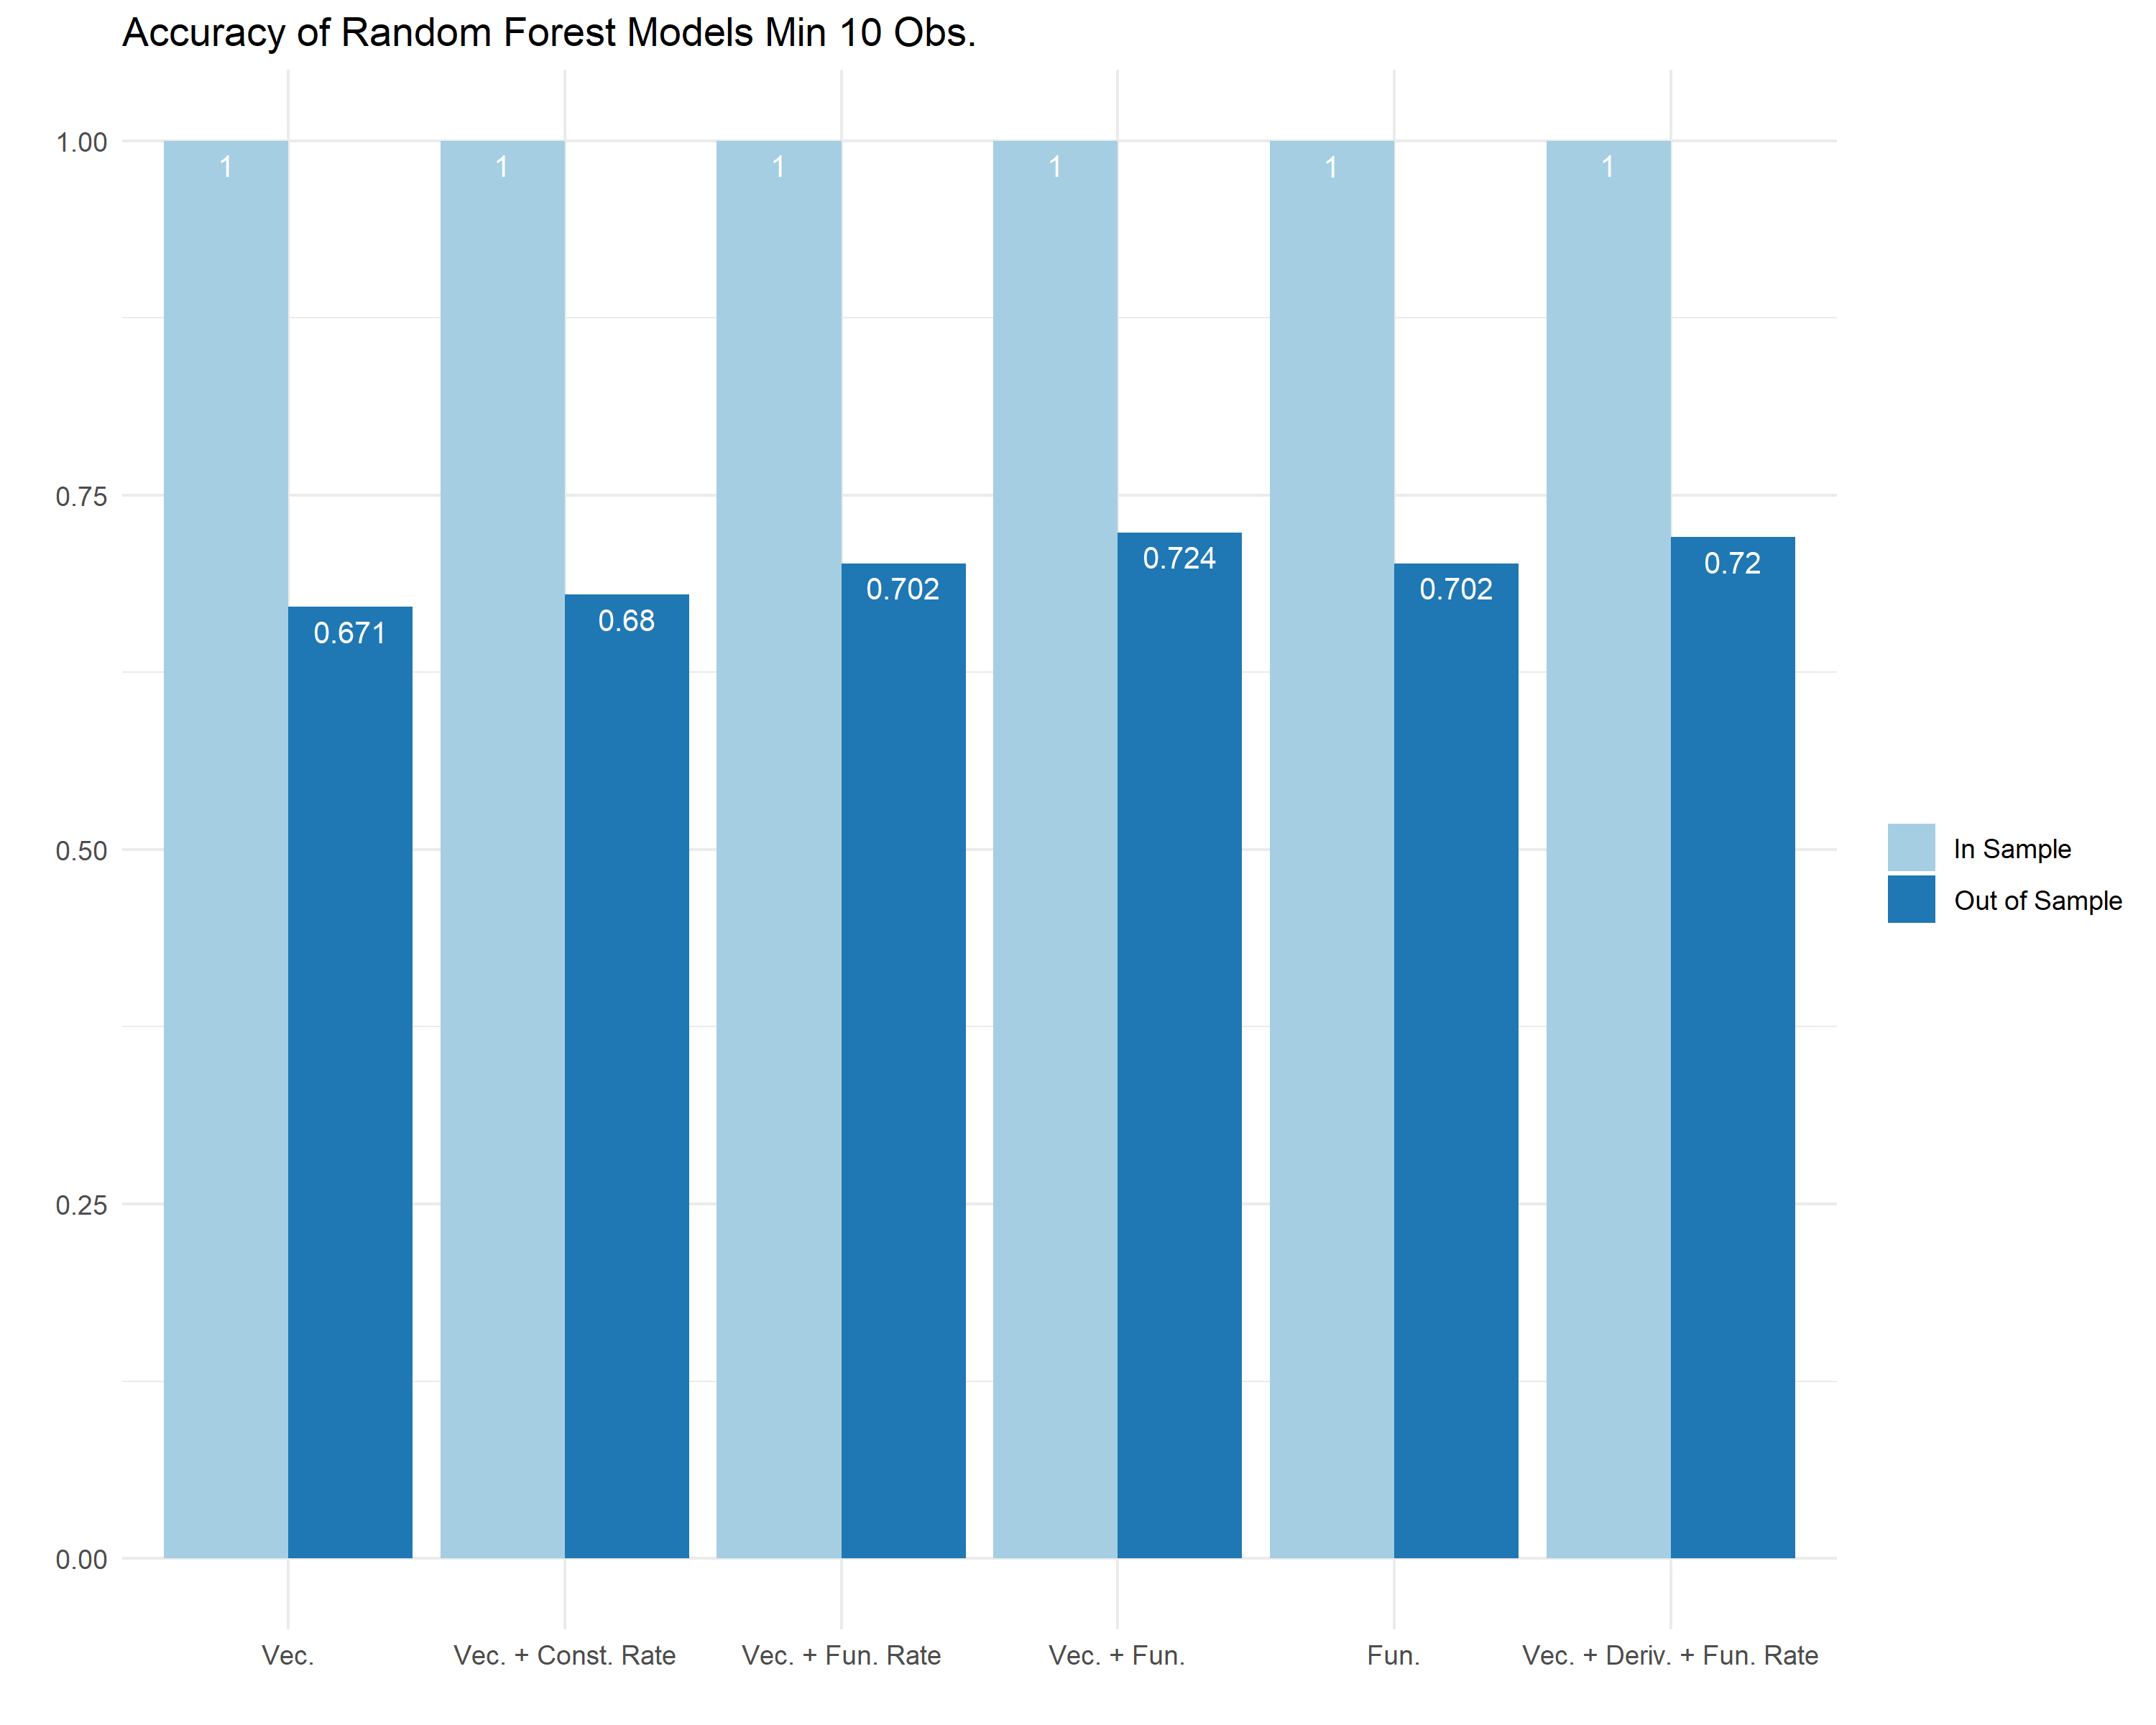 Accuracy of Random Forest Models Min 10 Obs.
1.00
0.75
0.50
0.25
0.00
1
0.671
1
0.68
1
0.702
1
0.724
1
0.702
1
0.72
Vec.
Vec. + Const. Rate
Vec. + Fun. Rate
Vec. + Fun.
Fun.
Vec. + Deriv. + Fun. Rate
In Sample
Out of Sample